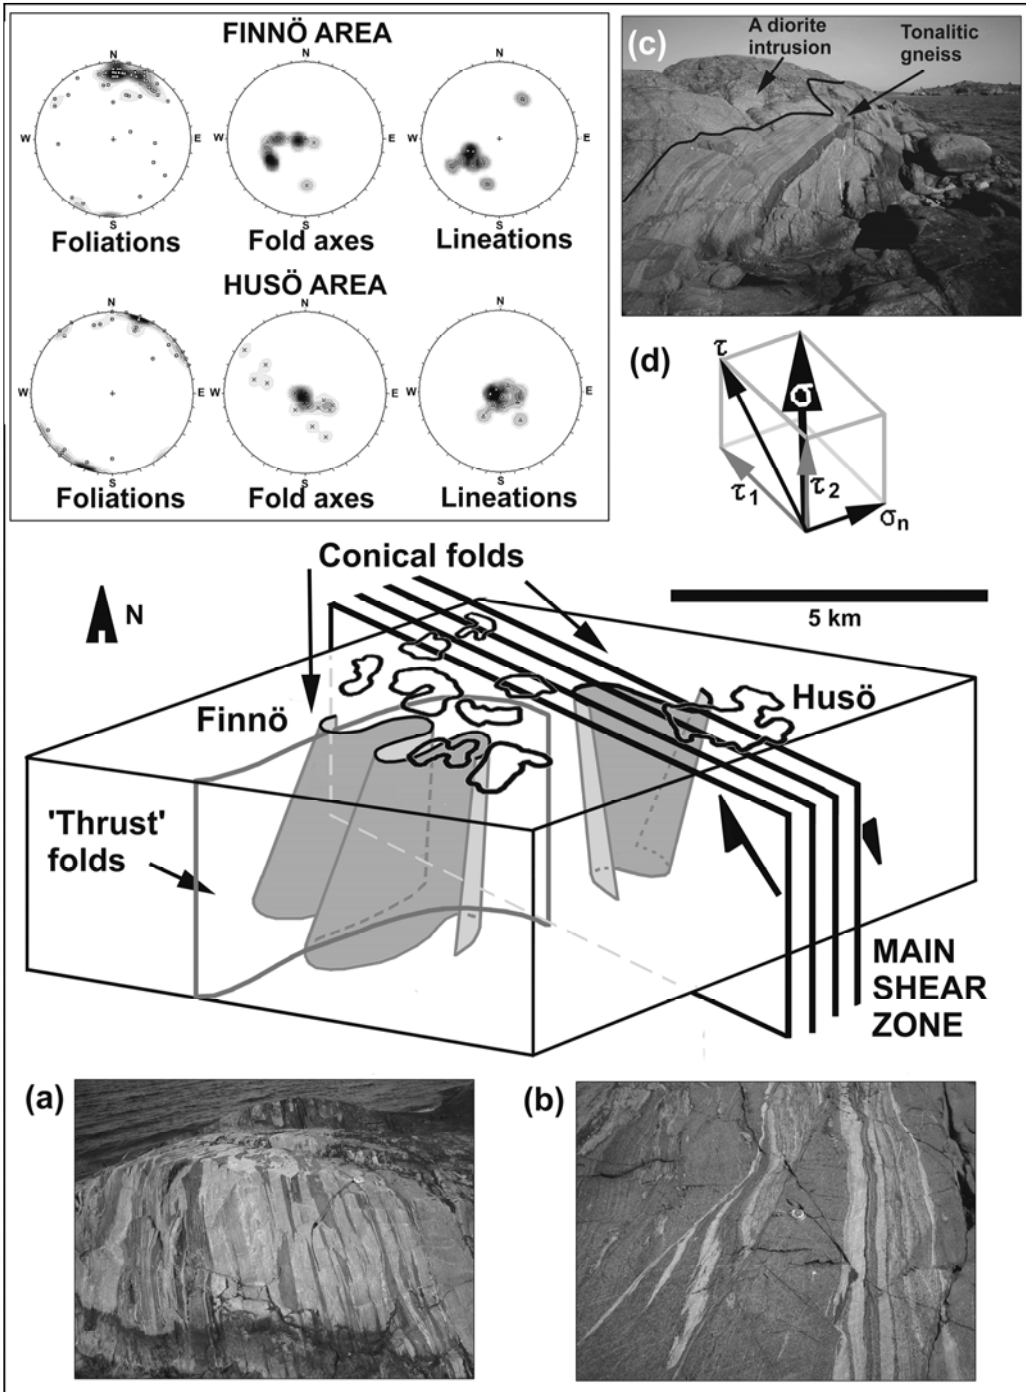 FINNÖ AREA
N
W
E
S
Foliations
N
W
E
S
Fold axes
N
W
E
S
Lineations
HUSÖ AREA
N
W
E
S
Foliations
N
W
E
S
Fold axes
N
W
E
S
Lineations
(c)
A diorite
intrusion
Tonalitic
gneiss
(d)
τ
σ
τ1
τ2
σn
Conical folds
N
5 km
Finnö
Husö
'Thrust'
folds
MAIN
SHEAR
ZONE
(a)
(b)